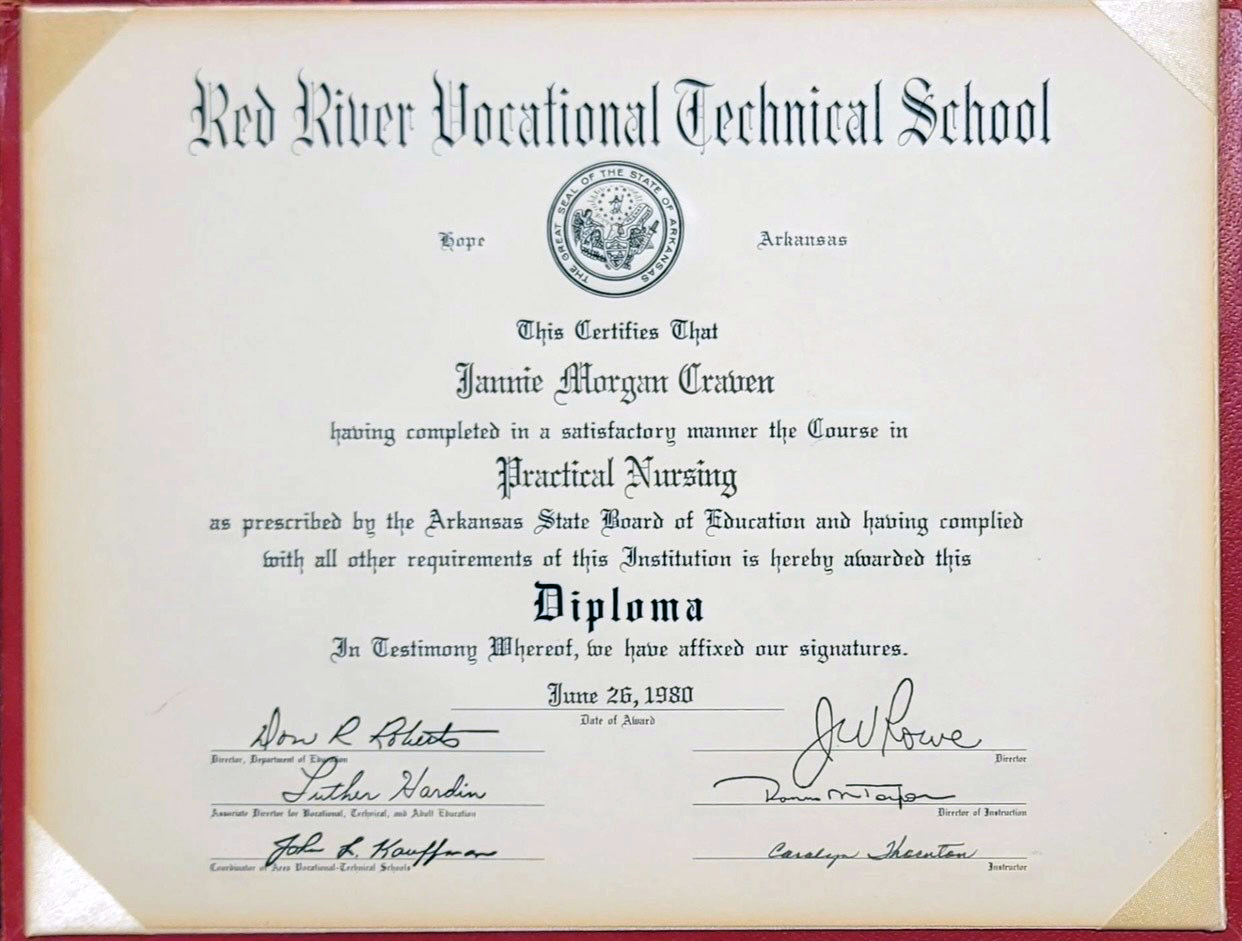 Red River Vocational Technical School
THE GREAT SEAL OF THE STATE OF ARKANSAS
Hope Arkansas
This Certifies That
Jannie Morgan Craven
having completed in a satisfactory manner the Course in
Practical Nursing
as prescribed by the Arkansas State Board of Education and having complied
with all other requirements of this Institution is hereby awarded this
Diploma
In Testimony Whereof, we have affixed our signatures.
June 26, 1980
Date of Award
Don R Roberts
Director, Department of Education
JW Rowe
Director
Luther Hardin
Associate Director for Vocational, Technical, and Adult Education
Taylor
Director of Instruction
John L. Kauffman
Coordinator of Area Vocational-Technical Schools
Caralyn Thornton
Instructor